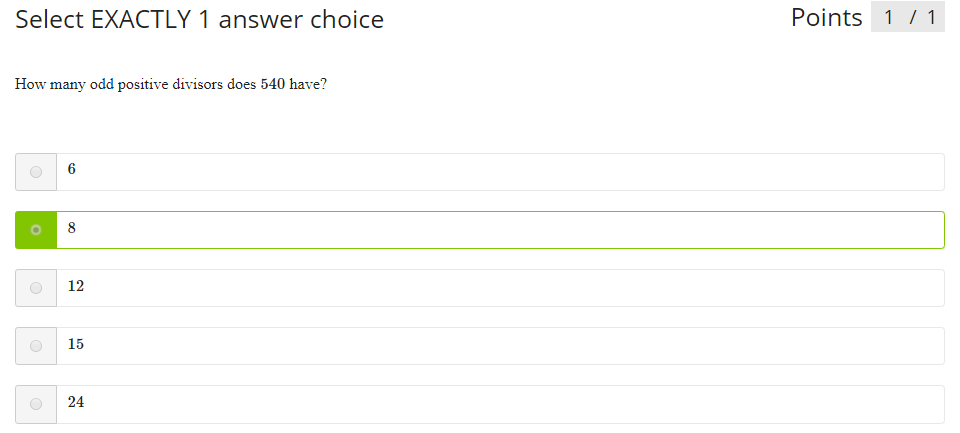 Select EXACTLY 1 answer choice
Points 1 / 1
How many odd positive divisors does 540 have?
6
8
12
15
24